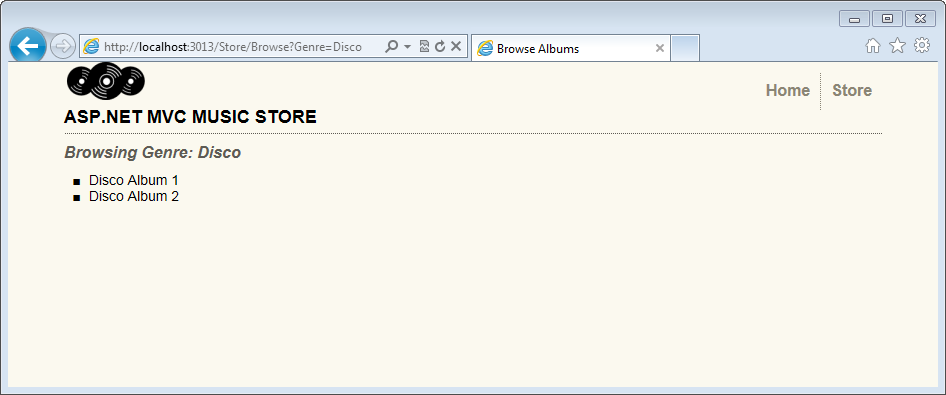 http://localhost:3013/Store/Browse?Genre=Disco
Browse Albums
Home
Store
ASP.NET MVC MUSIC STORE
Browsing Genre: Disco
Disco Album 1
Disco Album 2